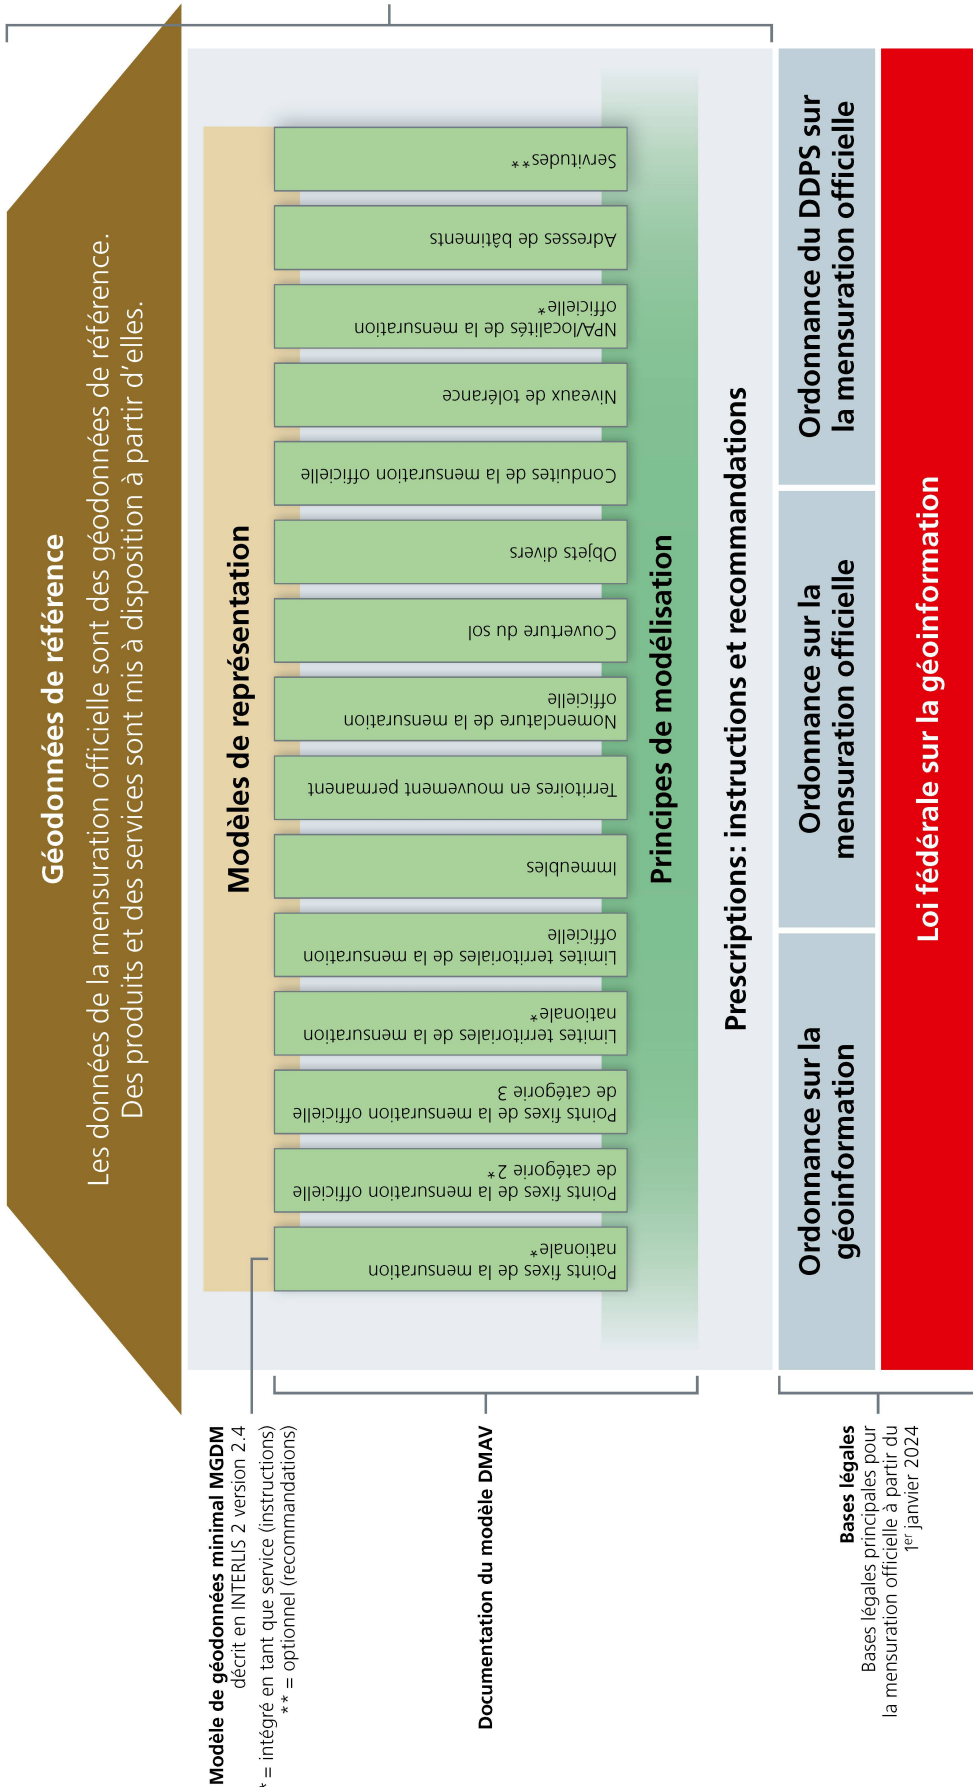 Géodonnées de référence
Les données de la mensuration officielle sont des géodonnées de référence.
Des produits et des services sont mis à disposition à partir d’elles.
Modèle de géodonnées minimal MGDM
décrit en INTERLIS 2 version 2.4
* = intégré en tant que service (instructions)
** = optionnel (recommandations)
Modèles de représentation
Points fixes de la mensuration
nationale*
Points fixes de la mensuration officielle
de catégorie 2*
Points fixes de la mensuration officielle
de catégorie 3
Limites territoriales de la mensuration
nationale*
Limites territoriales de la mensuration
officielle
Immeubles
Territoires en mouvement permanent
Nomenclature de la mensuration
officielle
Couverture du sol
Objets divers
Conduites de la mensuration officielle
Niveaux de tolérance
NPA/localités de la mensuration
officielle*
Adresses de bâtiments
Servitudes**
Documentation du modèle DMAV
Principes de modélisation
Prescriptions: instructions et recommandations
Bases légales
Bases légales principales pour
la mensuration officielle à partir du
1er janvier 2024
Ordonnance sur la
géoinformation
Ordonnance sur la
mensuration officielle
Ordonnance du DDPS sur
la mensuration officielle
Loi fédérale sur la géoinformation